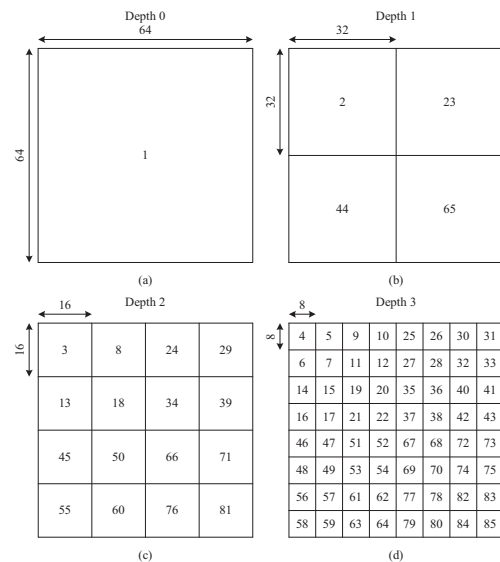 Depth 0
64
64
1
(a)
Depth 1
32
32
2 23
44 65
(b)
Depth 2
16
16
3 8 24 29
13 18 34 39
45 50 66 71
55 60 76 81
(c)
Depth 3
8
8
4 5 9 10 25 26 30 31
6 7 11 12 27 28 32 33
14 15 19 20 35 36 40 41
16 17 21 22 37 38 42 43
46 47 51 52 67 68 72 73
48 49 53 54 69 70 74 75
56 57 61 62 77 78 82 83
58 59 63 64 79 80 84 85
(d)